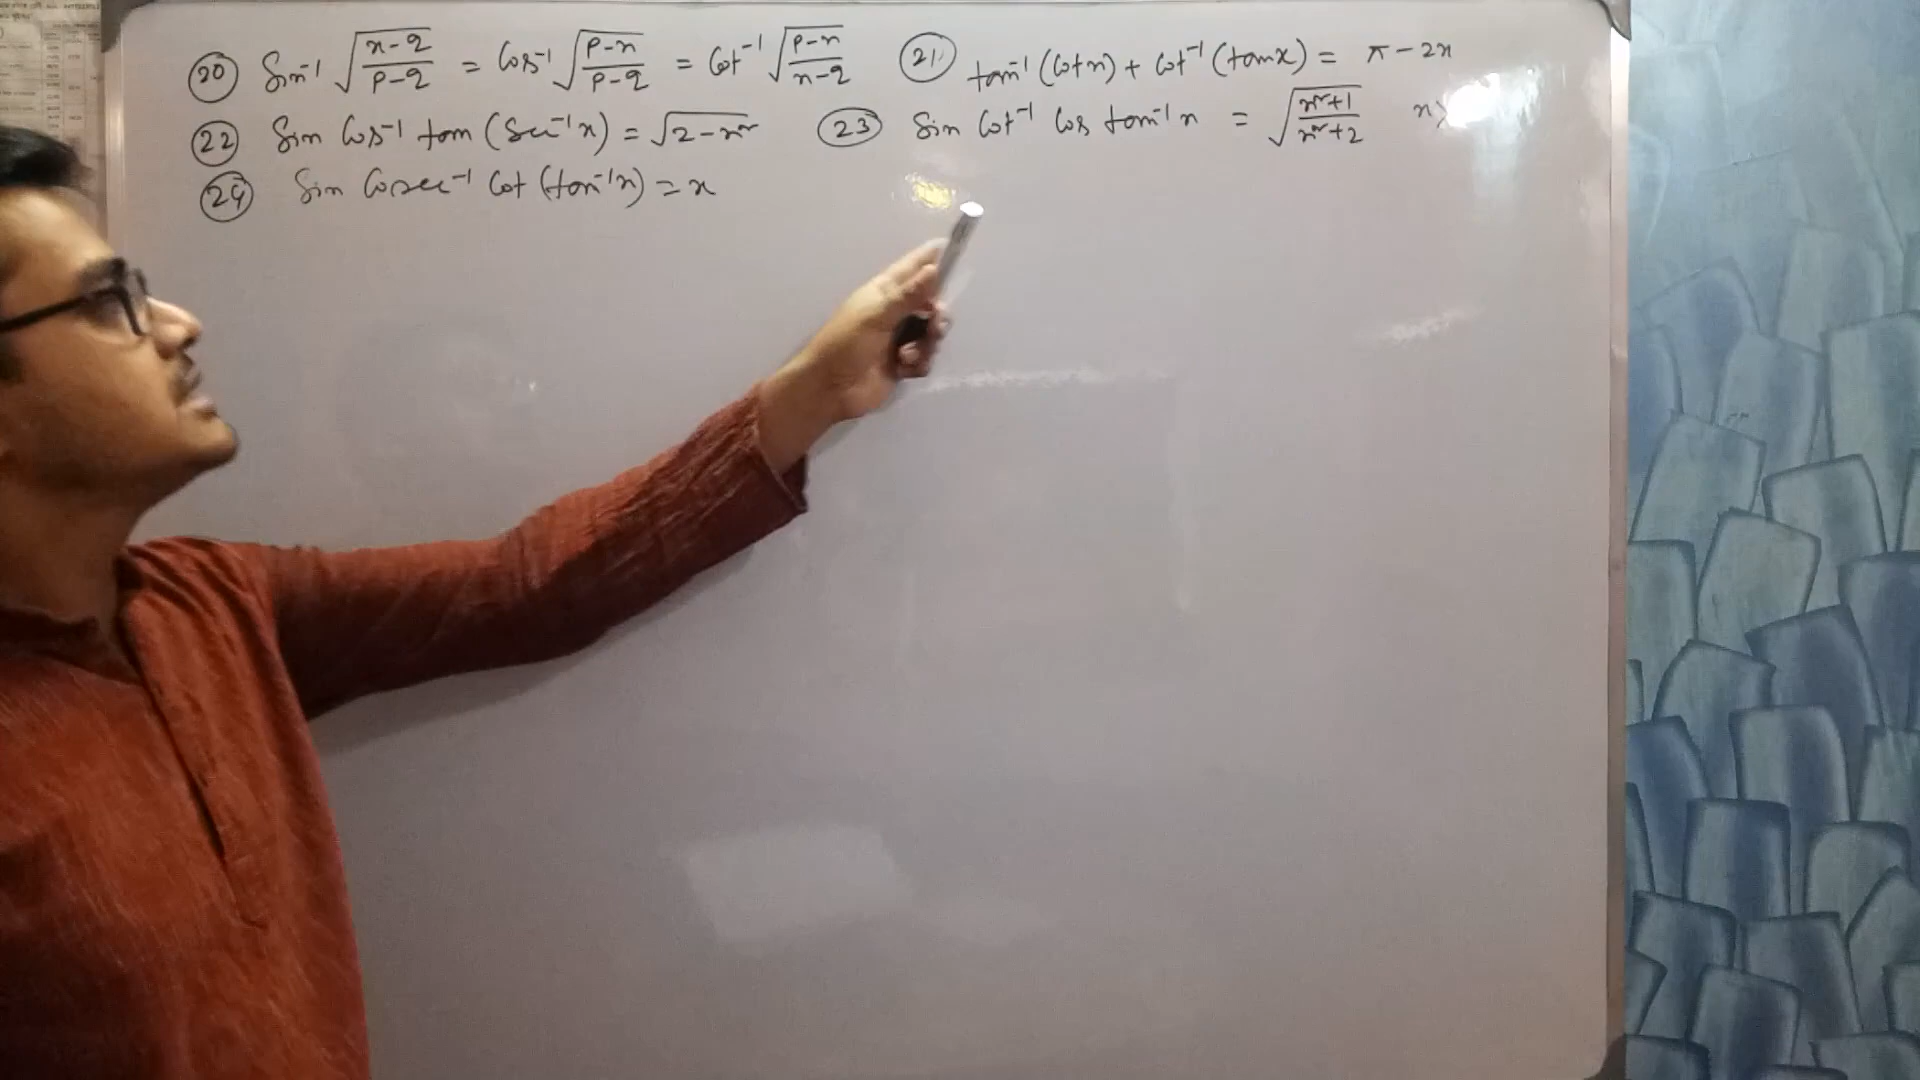 (20) Sin⁻¹ √((x-q)/(p-q)) = Cos⁻¹ √((p-x)/(p-q)) = Cot⁻¹ √((p-x)/(x-q)) (21) tan⁻¹ (Cotx) + Cot⁻¹ (tanx) = π - 2x
(22) Sin Cos⁻¹ tan (Sec⁻¹x) = √(2-x²) (23) Sin Cot⁻¹ Cos tan⁻¹x = √((x²+1)/(x²+2)) x>
(24) Sin Cosec⁻¹ Cot (tan⁻¹x) = x